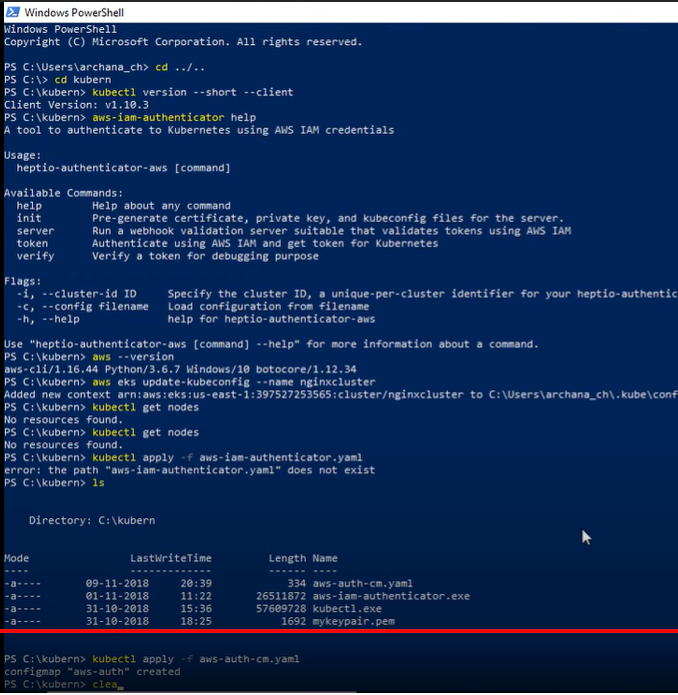 Windows PowerShell
Windows PowerShell
Copyright (C) Microsoft Corporation. All rights reserved.
PS C:\Users\archana_ch> cd ../..
PS C:\> cd kubern
PS C:\kubern> kubectl version --short --client
Client Version: v1.10.3
PS C:\kubern> aws-iam-authenticator help
A tool to authenticate to Kubernetes using AWS IAM credentials
Usage:
  heptio-authenticator-aws [command]
Available Commands:
  help        Help about any command
  init        Pre-generate certificate, private key, and kubeconfig files for the server.
  server      Run a webhook validation server suitable that validates tokens using AWS IAM
  token       Authenticate using AWS IAM and get token for Kubernetes
  verify      Verify a token for debugging purpose
Flags:
  -i, --cluster-id ID     Specify the cluster ID, a unique-per-cluster identifier for your heptio-authentic
  -c, --config filename   Load configuration from filename
  -h, --help              help for heptio-authenticator-aws
Use "heptio-authenticator-aws [command] --help" for more information about a command.
PS C:\kubern> aws --version
aws-cli/1.16.44 Python/3.6.7 Windows/10 botocore/1.12.34
PS C:\kubern> aws eks update-kubeconfig --name nginxcluster
Added new context arn:aws:eks:us-east-1:397527253565:cluster/nginxcluster to C:\Users\archana_ch\.kube\conf
PS C:\kubern> kubectl get nodes
No resources found.
PS C:\kubern> kubectl get nodes
No resources found.
PS C:\kubern> kubectl apply -f aws-iam-authenticator.yaml
error: the path "aws-iam-authenticator.yaml" does not exist
PS C:\kubern> ls
    Directory: C:\kubern
Mode                LastWriteTime         Length Name
----                -------------         ------ ----
-a----       09-11-2018     20:39            334 aws-auth-cm.yaml
-a----       01-11-2018     11:22       26511872 aws-iam-authenticator.exe
-a----       31-10-2018     15:36       57609728 kubectl.exe
-a----       31-10-2018     18:25           1692 mykeypair.pem
PS C:\kubern> kubectl apply -f aws-auth-cm.yaml
configmap "aws-auth" created
PS C:\kubern> clea_